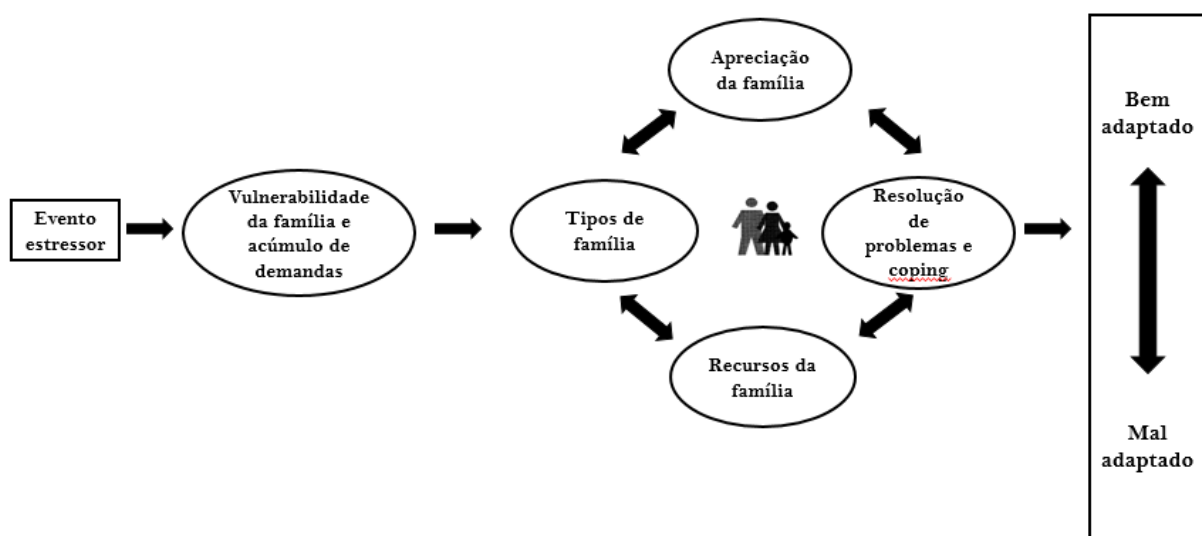 Evento
estressor
Vulnerabilidade
da família e
acúmulo de
demandas
Tipos de
família
Apreciação
da família
Recursos da
família
Resolução
de
problemas e
coping
Bem
adaptado
Mal
adaptado